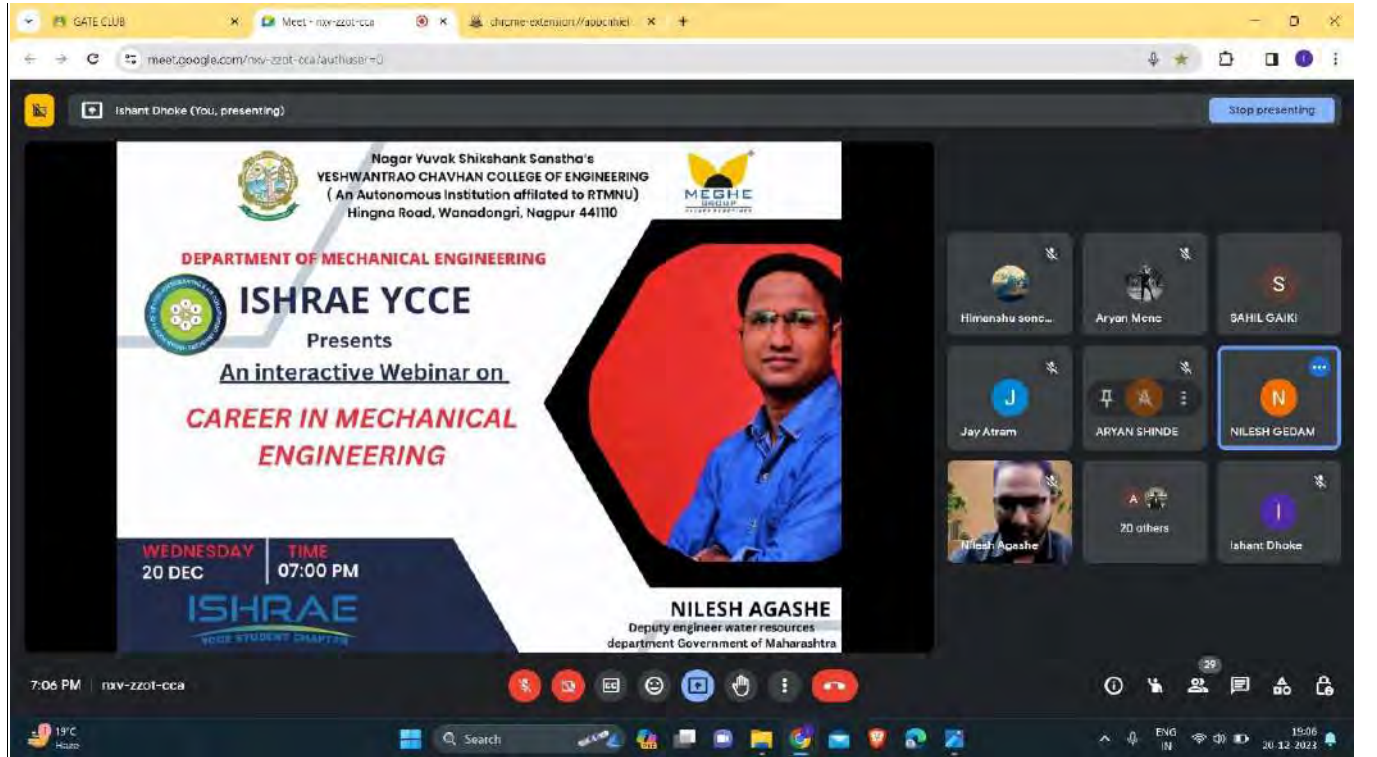 GATE CLUB
Meet - nxv-zzot-cca
meet.google.com/nxv-zzot-cca?authuser=0
Ishant Dhoke (You, presenting)
Stop presenting
Nagar Yuvak Shikshank Sanstha's
YESHWANTRAO CHAVHAN COLLEGE OF ENGINEERING
( An Autonomous Institution affilated to RTMNU)
Hingna Road, Wanadongri, Nagpur 441110
MEGHE
GROUP
DEPARTMENT OF MECHANICAL ENGINEERING
ISHRAE YCCE
Presents
An interactive Webinar on
CAREER IN MECHANICAL
ENGINEERING
WEDNESDAY
20 DEC
TIME
07:00 PM
ISHRAE
YCCE STUDENT CHAPTER
NILESH AGASHE
Deputy engineer water resources
department Government of Maharashtra
Himanshu sonc...
Aryan Mene
S
SAHIL GAIKI
J
Jay Atram
A
ARYAN SHINDE
N
NILESH GEDAM
Nilesh Agashe
A
20 others
I
Ishant Dhoke
7:06 PM
nxv-zzot-cca
29
19°C
Haze
Search
ENG
IN
19:06
20-12-2023